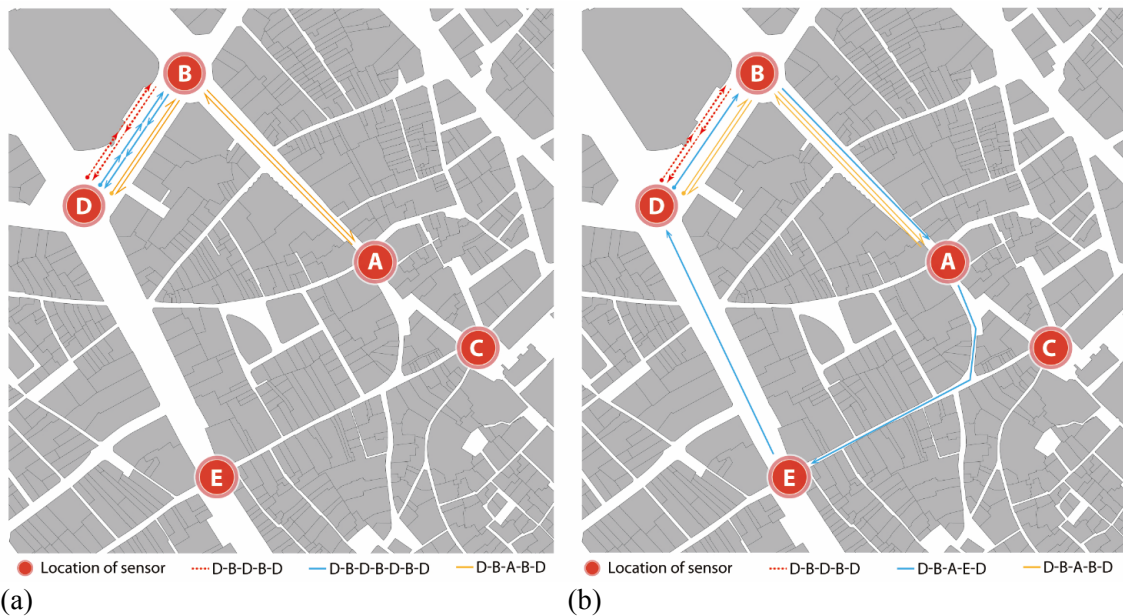 B
D
A
C
E
Location of sensor D-B-D-B-D D-B-D-B-D-B-D D-B-A-B-D
(a)
B
D
A
C
E
Location of sensor D-B-D-B-D D-B-A-E-D D-B-A-B-D
(b)